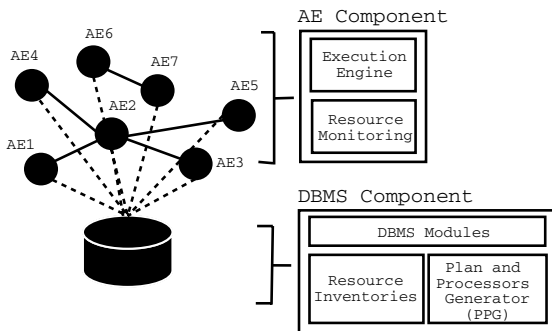 AE6
AE4
AE7
AE5
AE2
AE1
AE3
AE Component
Execution
Engine
Resource
Monitoring
DBMS Component
DBMS Modules
Resource
Inventories
Plan and
Processors
Generator
(PPG)